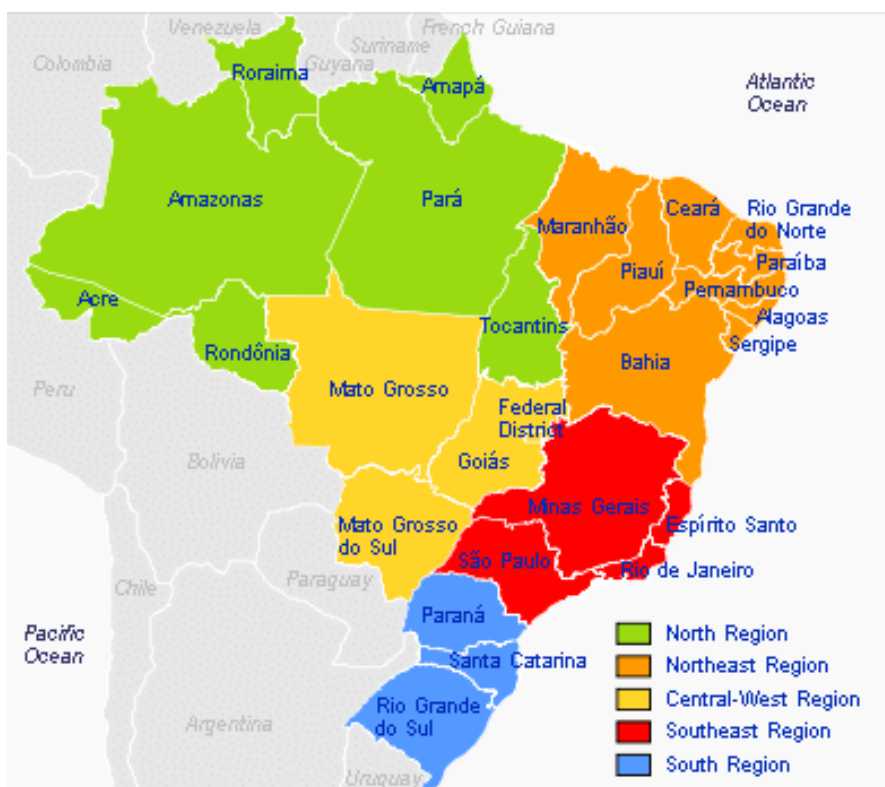 Venezuela
French Guiana
Suriname
Guyana
Colombia
Roraima
Amapá
Atlantic
Ocean
Amazonas
Pará
Maranhão
Ceará
Rio Grande
do Norte
Piauí
Paraíba
Pernambuco
Acre
Alagoas
Tocantins
Sergipe
Rondônia
Bahia
Peru
Mato Grosso
Federal
District
Bolivia
Goiás
Minas Gerais
Espírito Santo
Mato Grosso
do Sul
São Paulo
Rio de Janeiro
Paraguay
Chile
Paraná
Pacific
Ocean
Santa Catarina
Rio Grande
do Sul
Argentina
Uruguay
North Region
Northeast Region
Central-West Region
Southeast Region
South Region